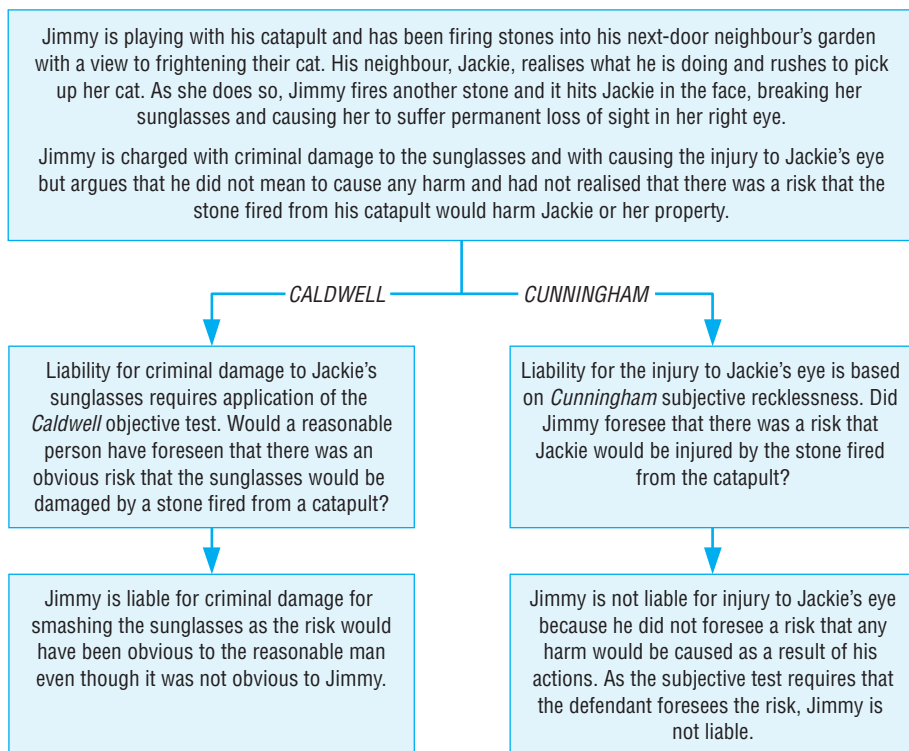 Jimmy is playing with his catapult and has been firing stones into his next-door neighbour's garden
with a view to frightening their cat. His neighbour, Jackie, realises what he is doing and rushes to pick
up her cat. As she does so, Jimmy fires another stone and it hits Jackie in the face, breaking her
sunglasses and causing her to suffer permanent loss of sight in her right eye.
Jimmy is charged with criminal damage to the sunglasses and with causing the injury to Jackie's eye
but argues that he did not mean to cause any harm and had not realised that there was a risk that the
stone fired from his catapult would harm Jackie or her property.
CALDWELL
CUNNINGHAM
Liability for criminal damage to Jackie's
sunglasses requires application of the
Caldwell objective test. Would a reasonable
person have foreseen that there was an
obvious risk that the sunglasses would be
damaged by a stone fired from a catapult?
Liability for the injury to Jackie's eye is based
on Cunningham subjective recklessness. Did
Jimmy foresee that there was a risk that
Jackie would be injured by the stone fired
from the catapult?
Jimmy is liable for criminal damage for
smashing the sunglasses as the risk would
have been obvious to the reasonable man
even though it was not obvious to Jimmy.
Jimmy is not liable for injury to Jackie's eye
because he did not foresee a risk that any
harm would be caused as a result of his
actions. As the subjective test requires that
the defendant foresees the risk, Jimmy is
not liable.